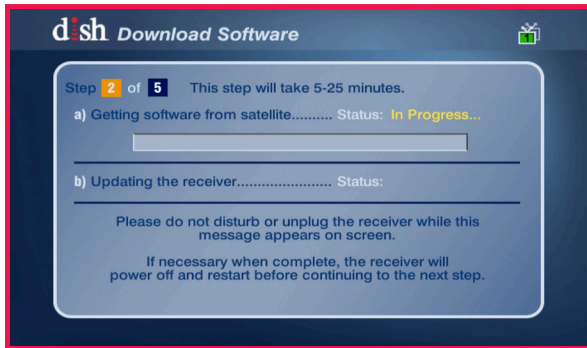 dish Download Software
1
Step 2 of 5 This step will take 5-25 minutes.
a) Getting software from satellite.......... Status: In Progress...
b) Updating the receiver....................... Status:
Please do not disturb or unplug the receiver while this
message appears on screen.
If necessary when complete, the receiver will
power off and restart before continuing to the next step.